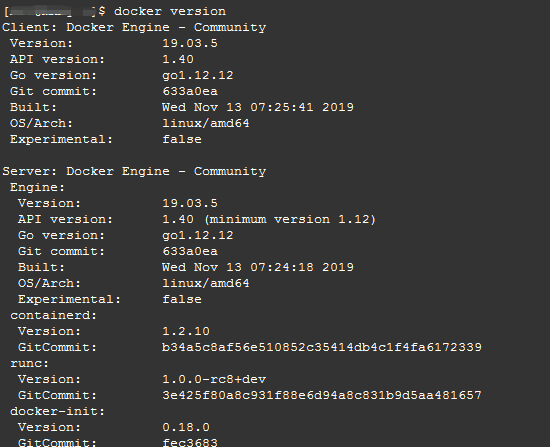 [ ]$ docker version
Client: Docker Engine - Community
Version: 19.03.5
API version: 1.40
Go version: go1.12.12
Git commit: 633a0ea
Built: Wed Nov 13 07:25:41 2019
OS/Arch: linux/amd64
Experimental: false
Server: Docker Engine - Community
Engine:
Version: 19.03.5
API version: 1.40 (minimum version 1.12)
Go version: go1.12.12
Git commit: 633a0ea
Built: Wed Nov 13 07:24:18 2019
OS/Arch: linux/amd64
Experimental: false
containerd:
Version: 1.2.10
GitCommit: b34a5c8af56e510852c35414db4c1f4fa6172339
runc:
Version: 1.0.0-rc8+dev
GitCommit: 3e425f80a8c931f88e6d94a8c831b9d5aa481657
docker-init:
Version: 0.18.0
GitCommit: fec3683